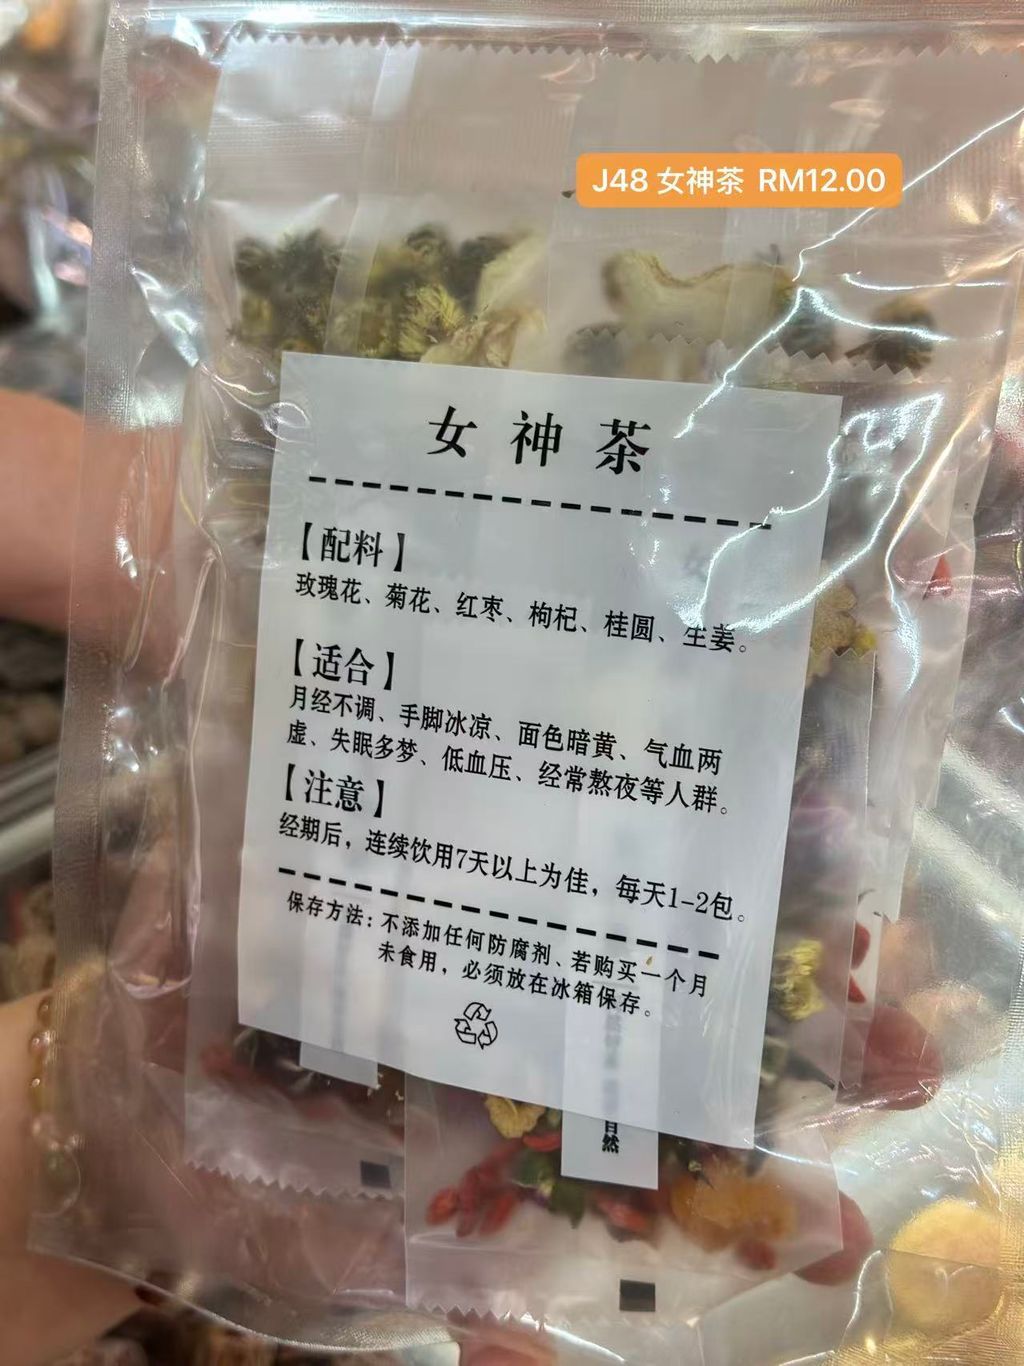 J48 女神茶 RM12.00
女神茶
【配料】
玫瑰花、菊花、红枣、枸杞、桂圆、生姜。
【适合】
月经不调、手脚冰凉、面色暗黄、气血两
虚、失眠多梦、低血压、经常熬夜等人群。
【注意】
经期后，连续饮用7天以上为佳，每天1-2包。
保存方法：不添加任何防腐剂、若购买一个月
未食用，必须放在冰箱保存。
自然